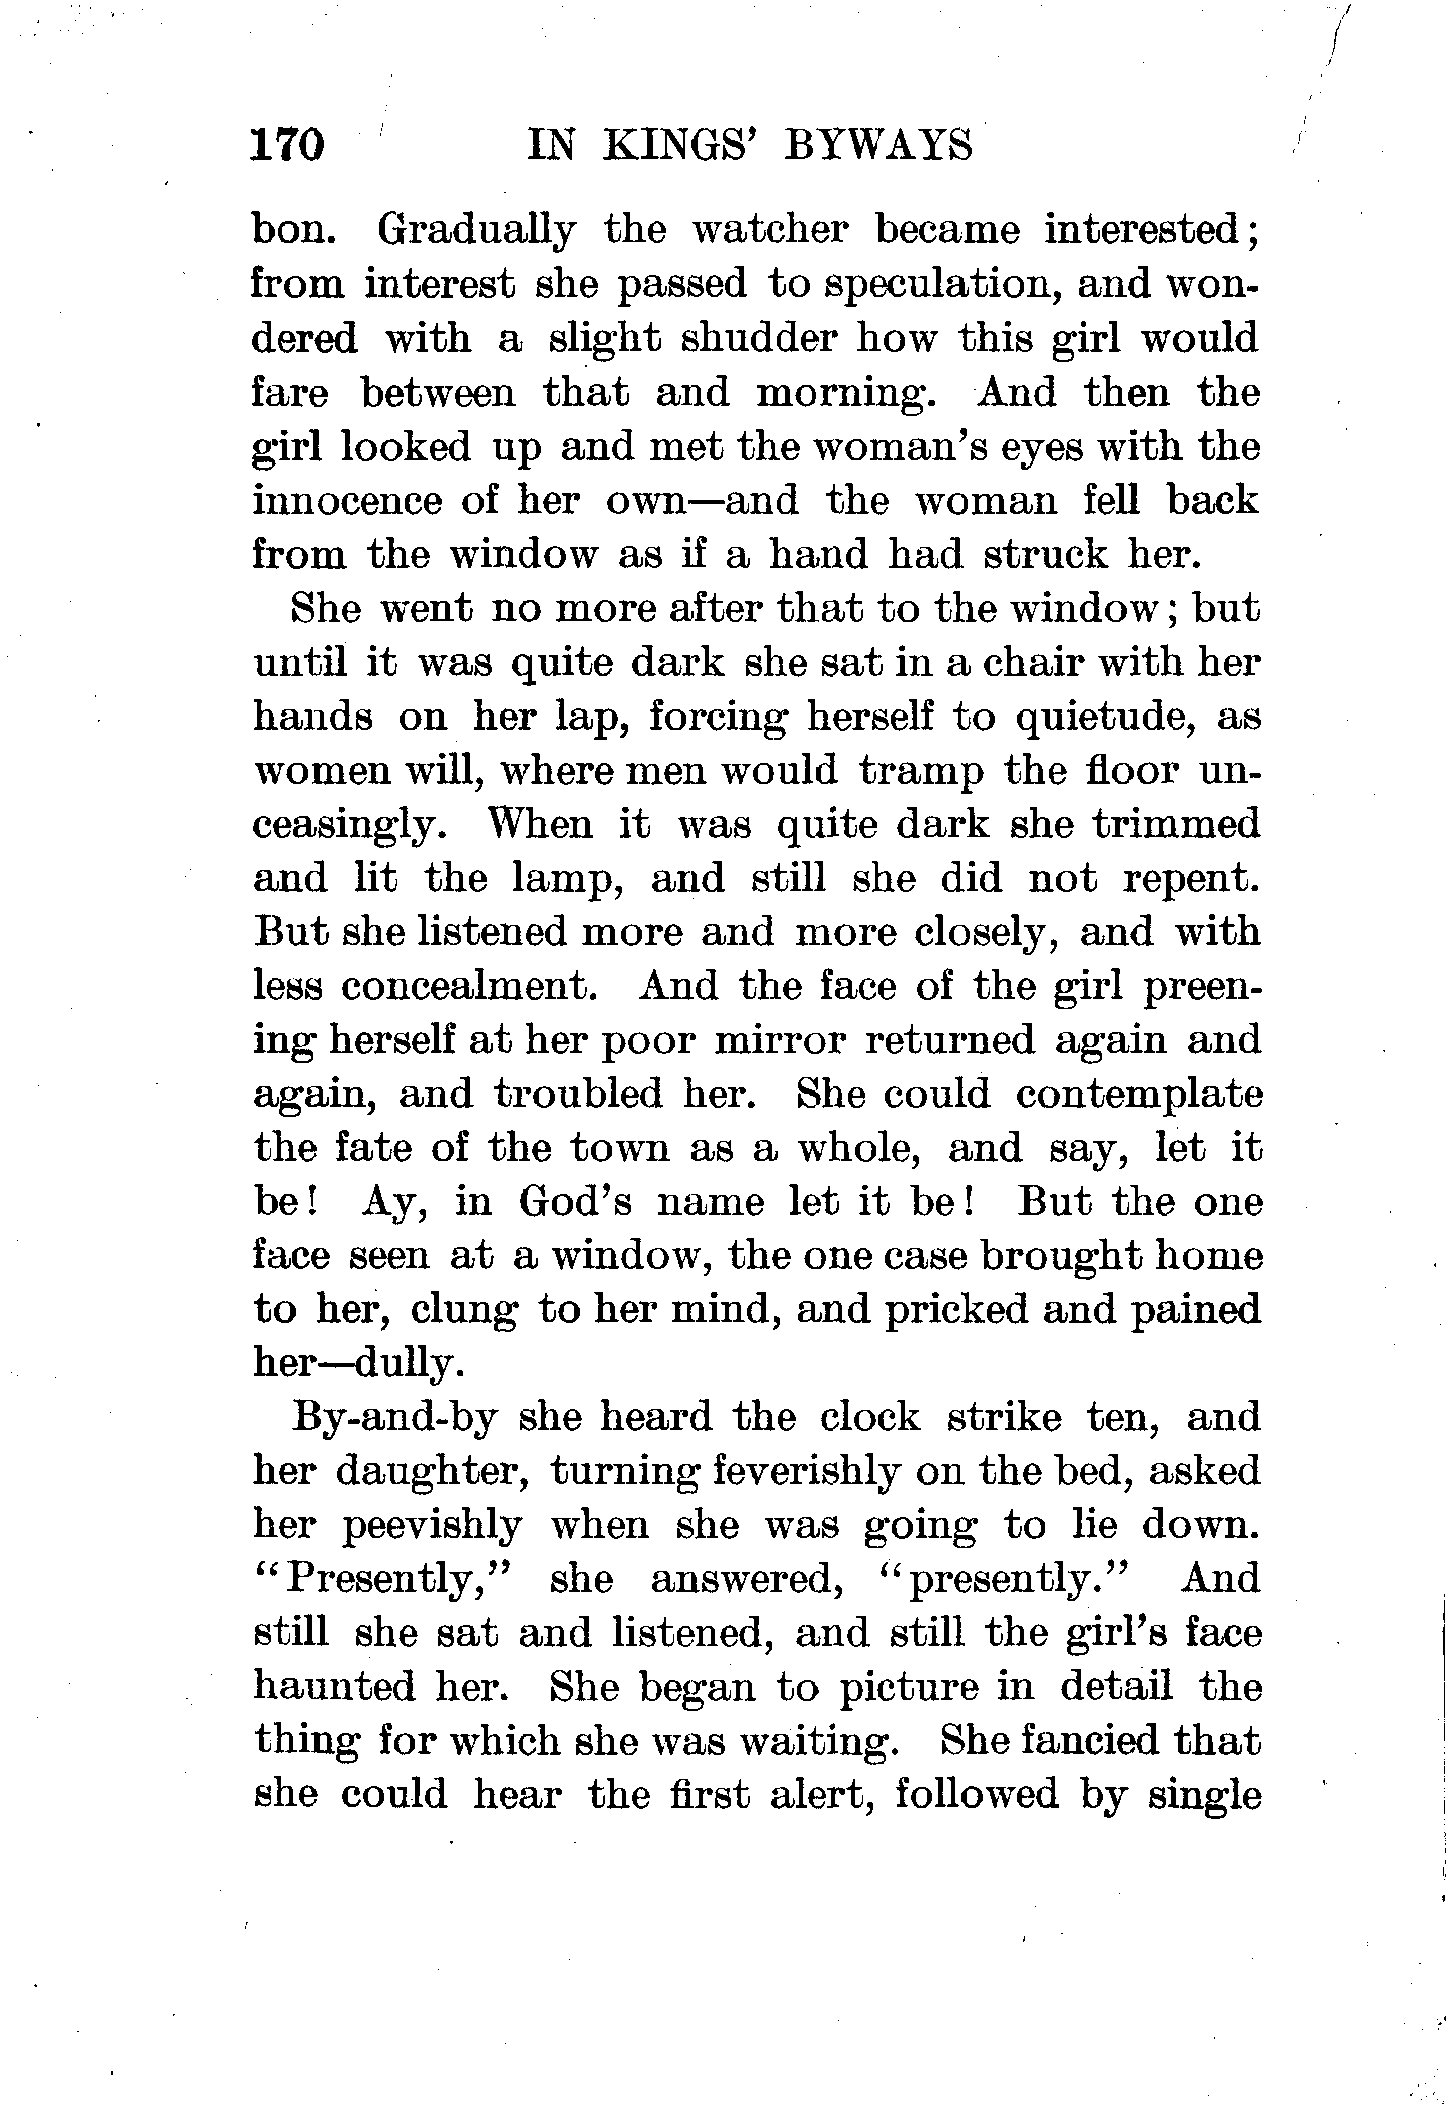 170 IN KINGS' BYWAYS
bon. Gradually the watcher became interested;
from interest she passed to speculation, and won-
dered with a slight shudder how this girl would
fare between that and morning. And then the
girl looked up and met the woman's eyes with the
innocence of her own—and the woman fell back
from the window as if a hand had struck her.
She went no more after that to the window; but
until it was quite dark she sat in a chair with her
hands on her lap, forcing herself to quietude, as
women will, where men would tramp the floor un-
ceasingly. When it was quite dark she trimmed
and lit the lamp, and still she did not repent.
But she listened more and more closely, and with
less concealment. And the face of the girl preen-
ing herself at her poor mirror returned again and
again, and troubled her. She could contemplate
the fate of the town as a whole, and say, let it
be! Ay, in God's name let it be! But the one
face seen at a window, the one case brought home
to her, clung to her mind, and pricked and pained
her—dully.
By-and-by she heard the clock strike ten, and
her daughter, turning feverishly on the bed, asked
her peevishly when she was going to lie down.
"Presently," she answered, "presently." And
still she sat and listened, and still the girl's face
haunted her. She began to picture in detail the
thing for which she was waiting. She fancied that
she could hear the first alert, followed by single